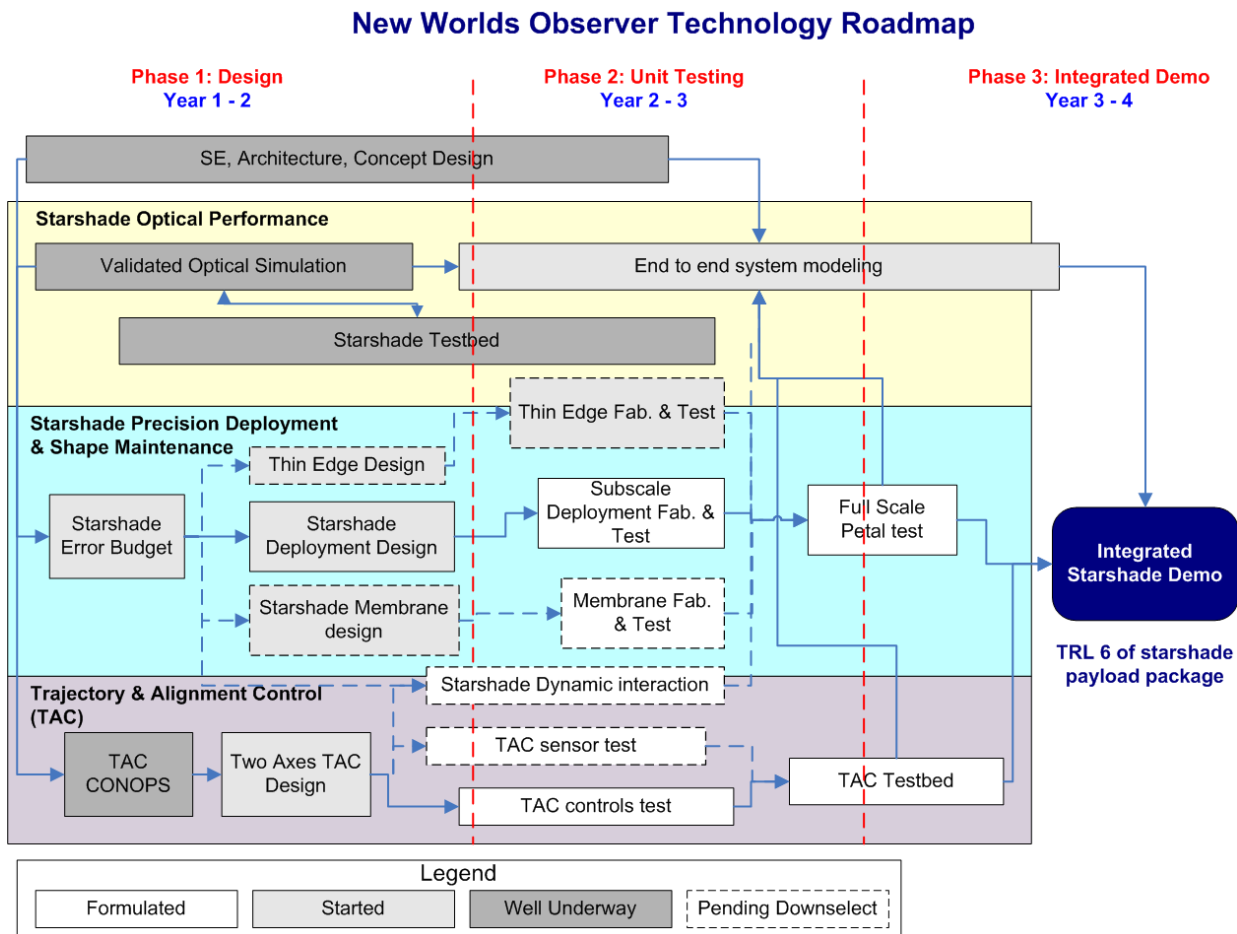 New Worlds Observer Technology Roadmap
Phase 1: Design
Year 1 - 2
Phase 2: Unit Testing
Year 2 - 3
Phase 3: Integrated Demo
Year 3 - 4
SE, Architecture, Concept Design
Starshade Optical Performance
Validated Optical Simulation
End to end system modeling
Starshade Testbed
Starshade Precision Deployment
& Shape Maintenance
Thin Edge Fab. & Test
Thin Edge Design
Starshade
Error Budget
Starshade
Deployment Design
Subscale
Deployment Fab. &
Test
Full Scale
Petal test
Integrated
Starshade Demo
Starshade Membrane
design
Membrane Fab.
& Test
TRL 6 of starshade
payload package
Starshade Dynamic interaction
Trajectory & Alignment Control
(TAC)
TAC
CONOPS
Two Axes TAC
Design
TAC sensor test
TAC controls test
TAC Testbed
Legend
Formulated
Started
Well Underway
Pending Downselect